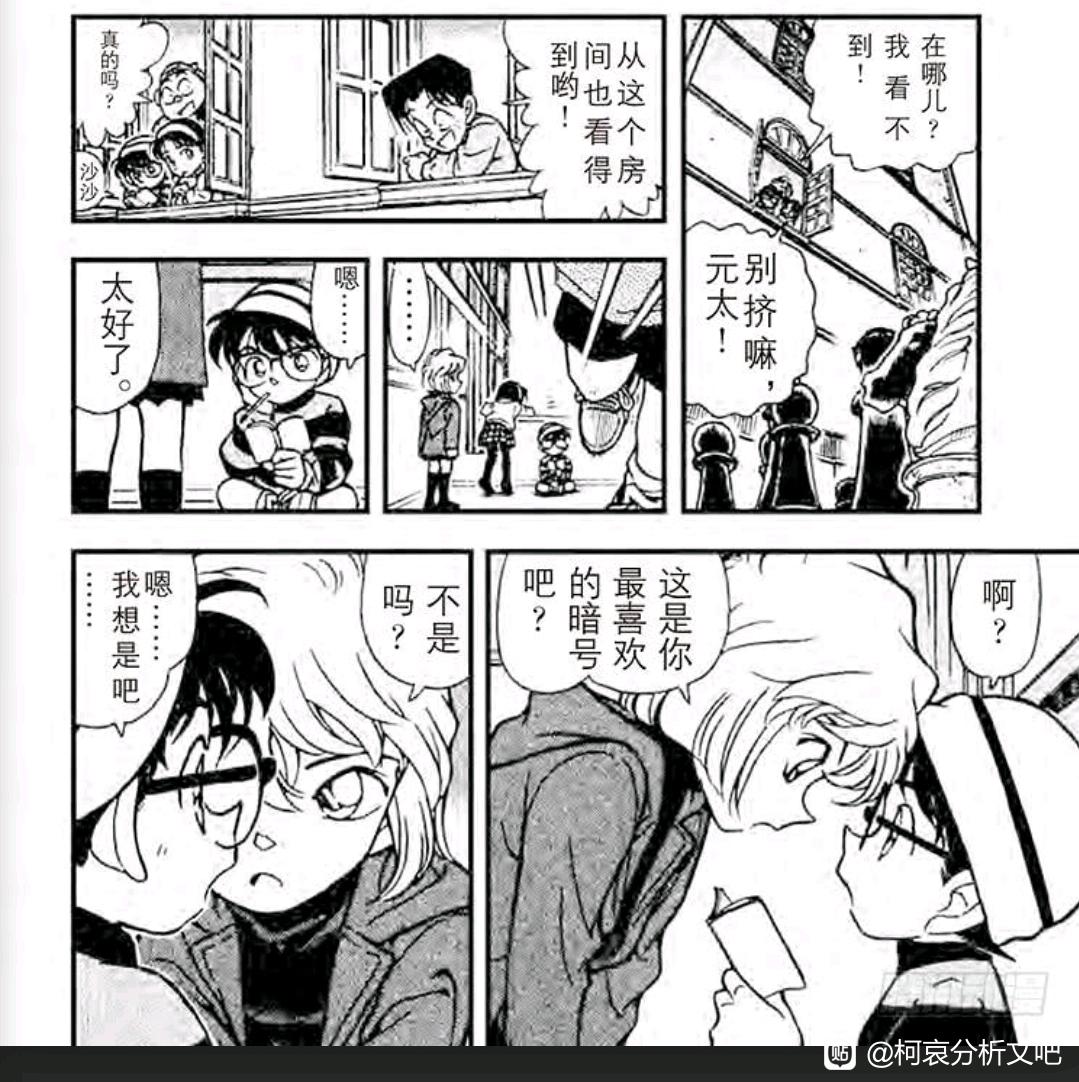 在哪儿？
我看不
到！
别挤嘛，
元太！
从这个房
间也看得
到哟！
真的吗？
沙沙
……
嗯……
太好了。
啊？
这是你
最喜欢
的暗号
吧？
不是
吗？
嗯……
我想是吧
……
贴 @柯哀分析文吧